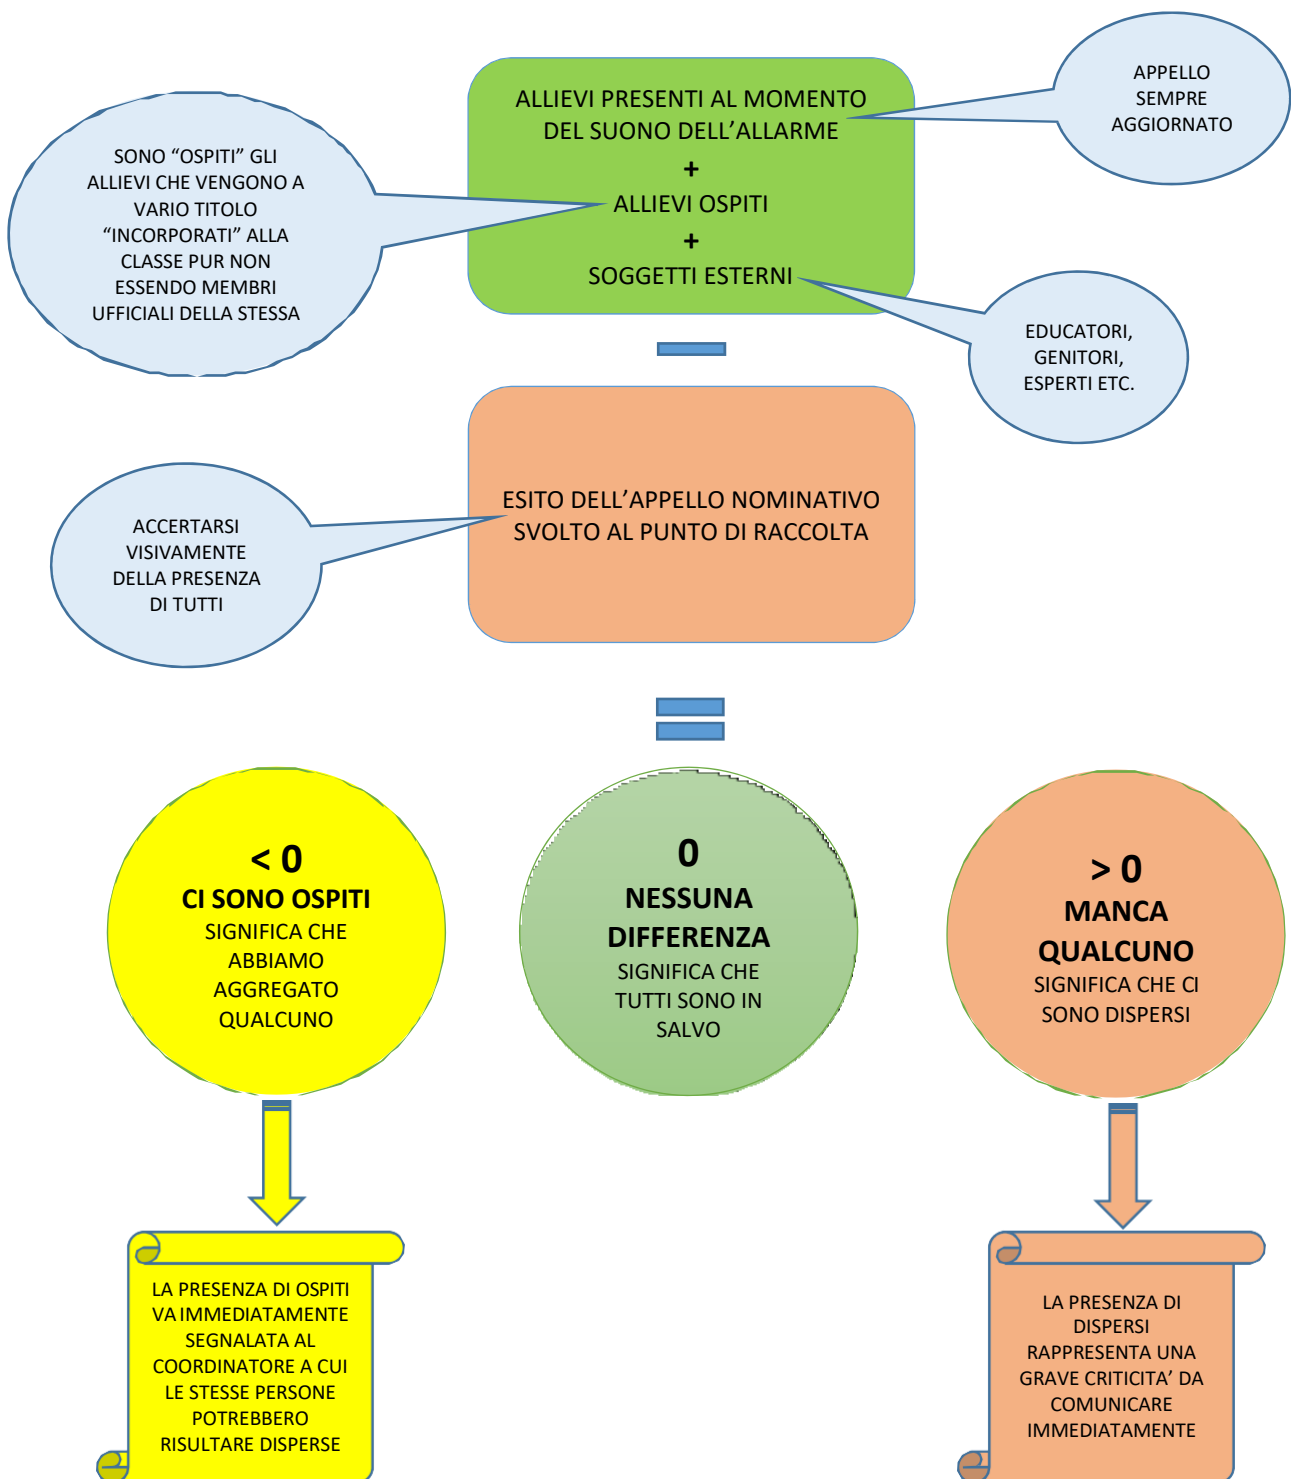 ALLIEVI PRESENTI AL MOMENTO
DEL SUONO DELL’ALLARME
+
ALLIEVI OSPITI
+
SOGGETTI ESTERNI
APPELLO
SEMPRE
AGGIORNATO
SONO “OSPITI” GLI
ALLIEVI CHE VENGONO A
VARIO TITOLO
“INCORPORATI” ALLA
CLASSE PUR NON
ESSENDO MEMBRI
UFFICIALI DELLA STESSA
EDUCATORI,
GENITORI,
ESPERTI ETC.
ESITO DELL’APPELLO NOMINATIVO
SVOLTO AL PUNTO DI RACCOLTA
ACCERTARSI
VISIVAMENTE
DELLA PRESENZA
DI TUTTI
< 0
CI SONO OSPITI
SIGNIFICA CHE
ABBIAMO
AGGREGATO
QUALCUNO
0
NESSUNA
DIFFERENZA
SIGNIFICA CHE
TUTTI SONO IN
SALVO
> 0
MANCA
QUALCUNO
SIGNIFICA CHE CI
SONO DISPERSI
LA PRESENZA DI OSPITI
VA IMMEDIATAMENTE
SEGNALATA AL
COORDINATORE A CUI
LE STESSE PERSONE
POTREBBERO
RISULTARE DISPERSE
LA PRESENZA DI
DISPERSI
RAPPRESENTA UNA
GRAVE CRITICITA’ DA
COMUNICARE
IMMEDIATAMENTE